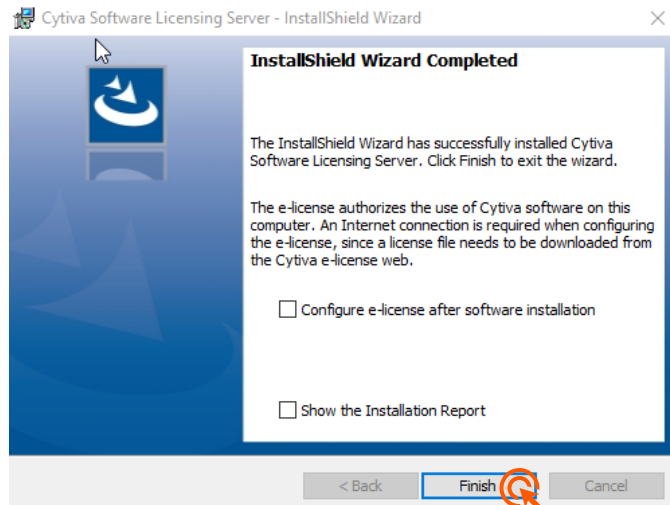 Cytiva Software Licensing Server - InstallShield Wizard
InstallShield Wizard Completed
The InstallShield Wizard has successfully installed Cytiva
Software Licensing Server. Click Finish to exit the wizard.
The e-license authorizes the use of Cytiva software on this
computer. An Internet connection is required when configuring
the e-license, since a license file needs to be downloaded from
the Cytiva e-license web.
Configure e-license after software installation
Show the Installation Report
< Back
Finish
Cancel